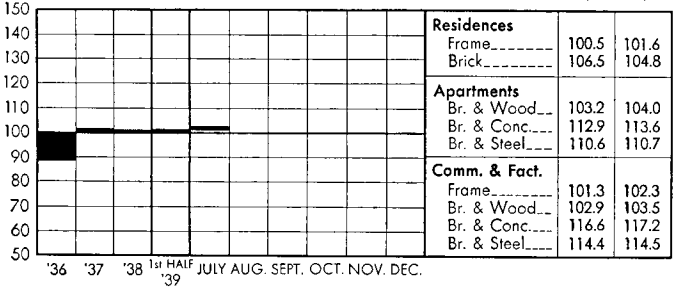 150
140
130
120
110
100
90
80
70
60
50
'36 '37 '38 1st HALF '39 JULY AUG. SEPT. OCT. NOV. DEC.
Residences
Frame 100.5 101.6
Brick 106.5 104.8
Apartments
Br. & Wood 103.2 104.0
Br. & Conc. 112.9 113.6
Br. & Steel 110.6 110.7
Comm. & Fact.
Frame 101.3 102.3
Br. & Wood 102.9 103.5
Br. & Conc. 116.6 117.2
Br. & Steel 114.4 114.5